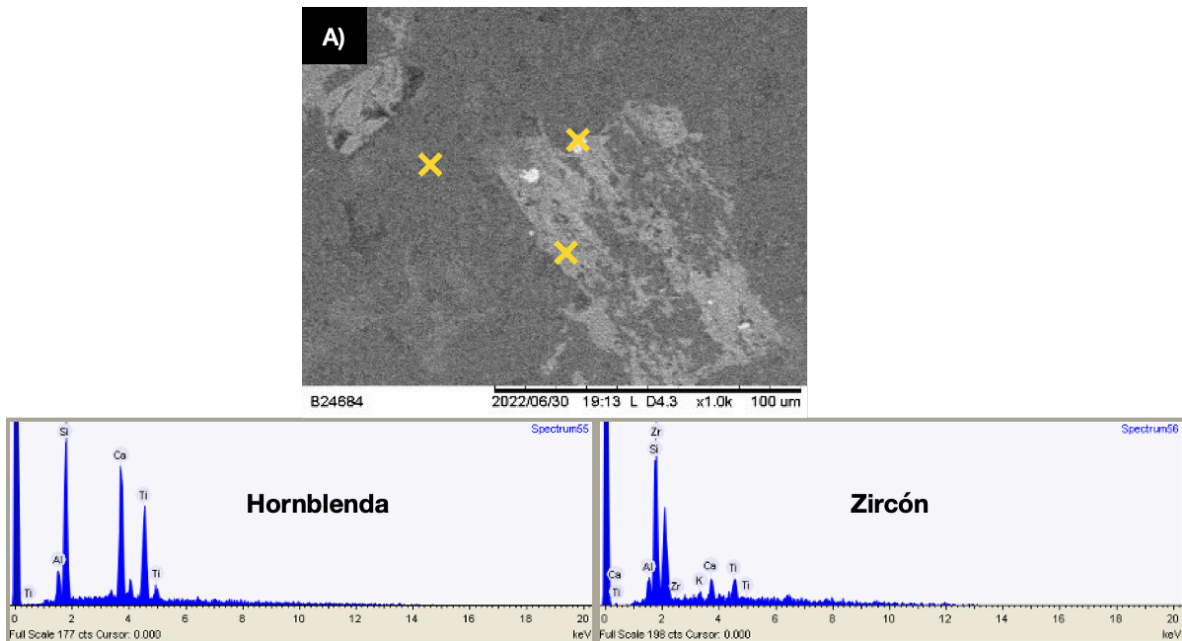 A)
B24684 2022/06/30 19:13 L D4.3 x1.0k 100 um
Spectrum55
Si
Ca
Ti
Al
Ti
Ti
Hornblenda
0 2 4 6 8 10 12 14 16 18 20
Full Scale 177 cts Cursor: 0.000 keV
Spectrum56
Zr
Si
Ca
Ti
Al
Zr
K
Ca
Ti
Ti
Zircón
0 2 4 6 8 10 12 14 16 18 20
Full Scale 198 cts Cursor: 0.000 keV